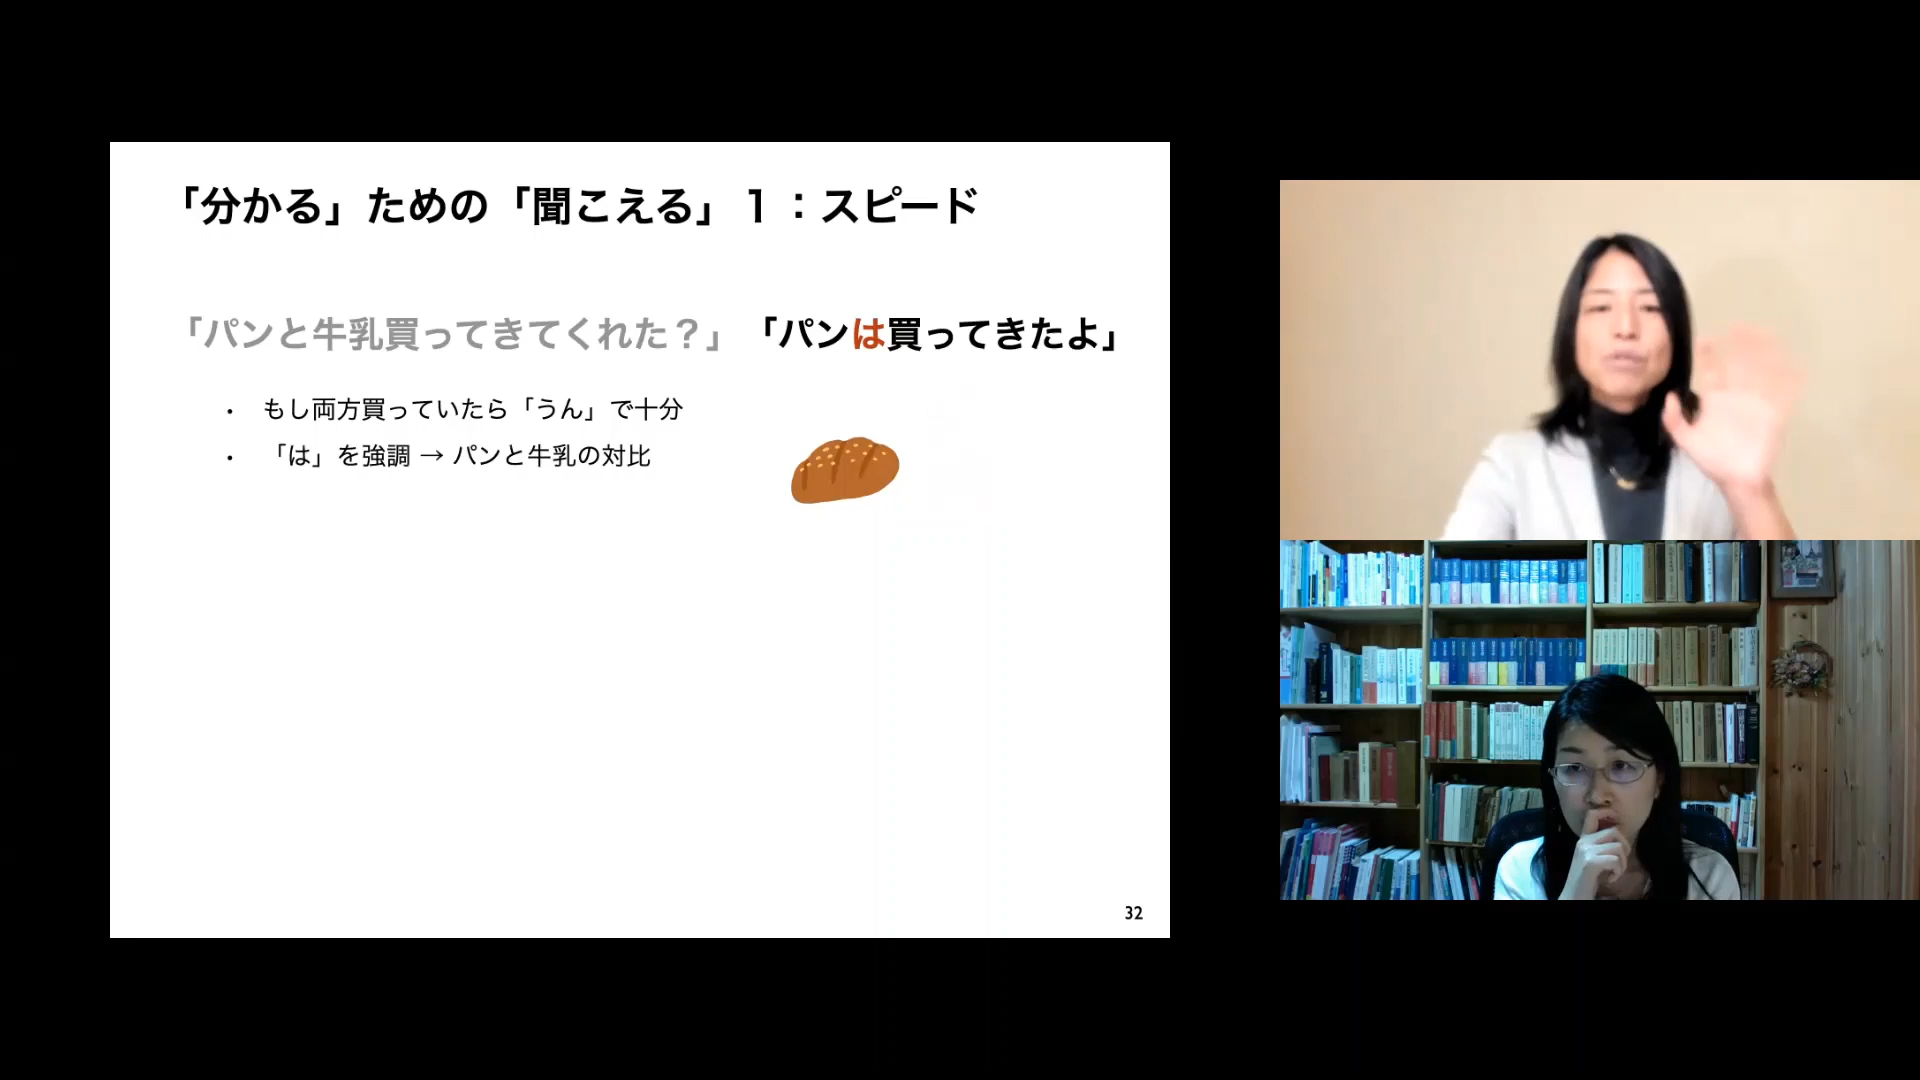 「分かる」ための「聞こえる」１：スピード
「パンと牛乳買ってきてくれた？」「パンは買ってきたよ」
・ もし両方買っていたら「うん」で十分
・ 「は」を強調 → パンと牛乳の対比
32